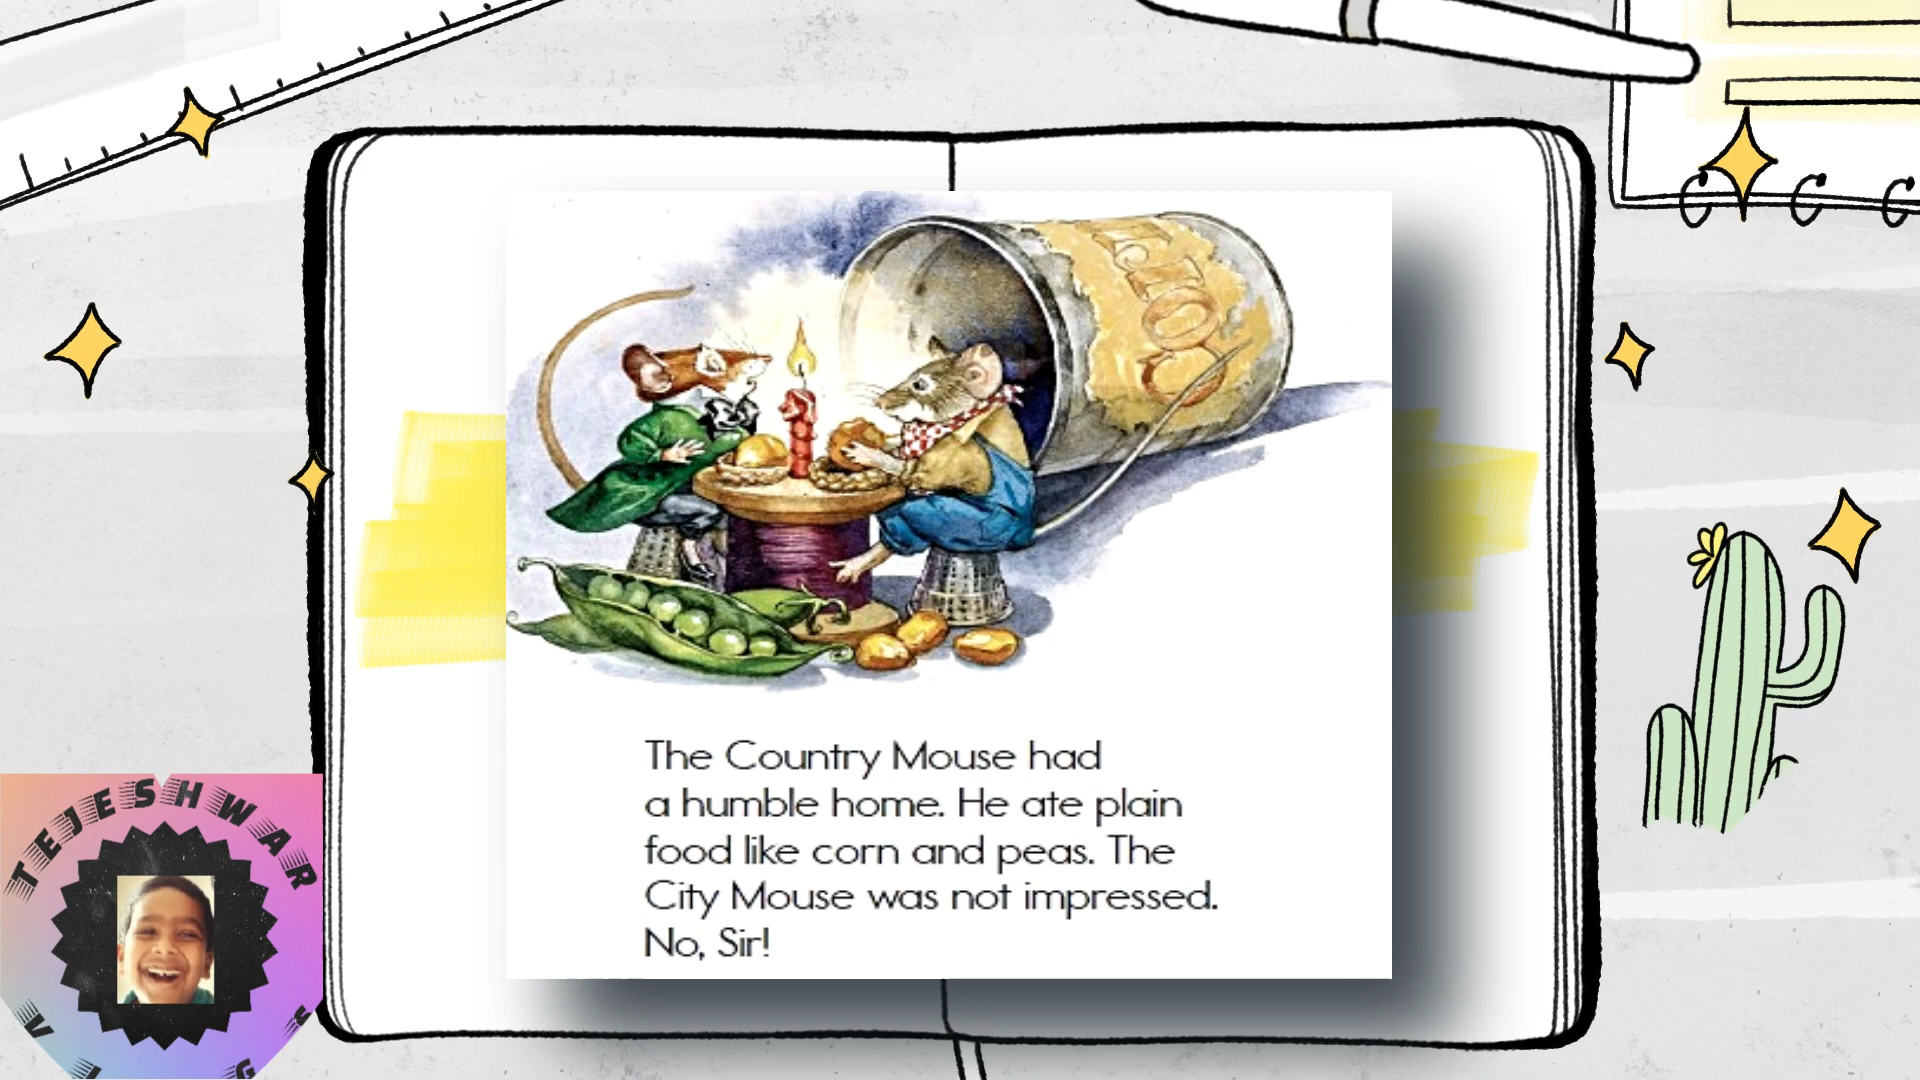 TEJESHWAR
The Country Mouse had
a humble home. He ate plain
food like corn and peas. The
City Mouse was not impressed.
No, Sir!